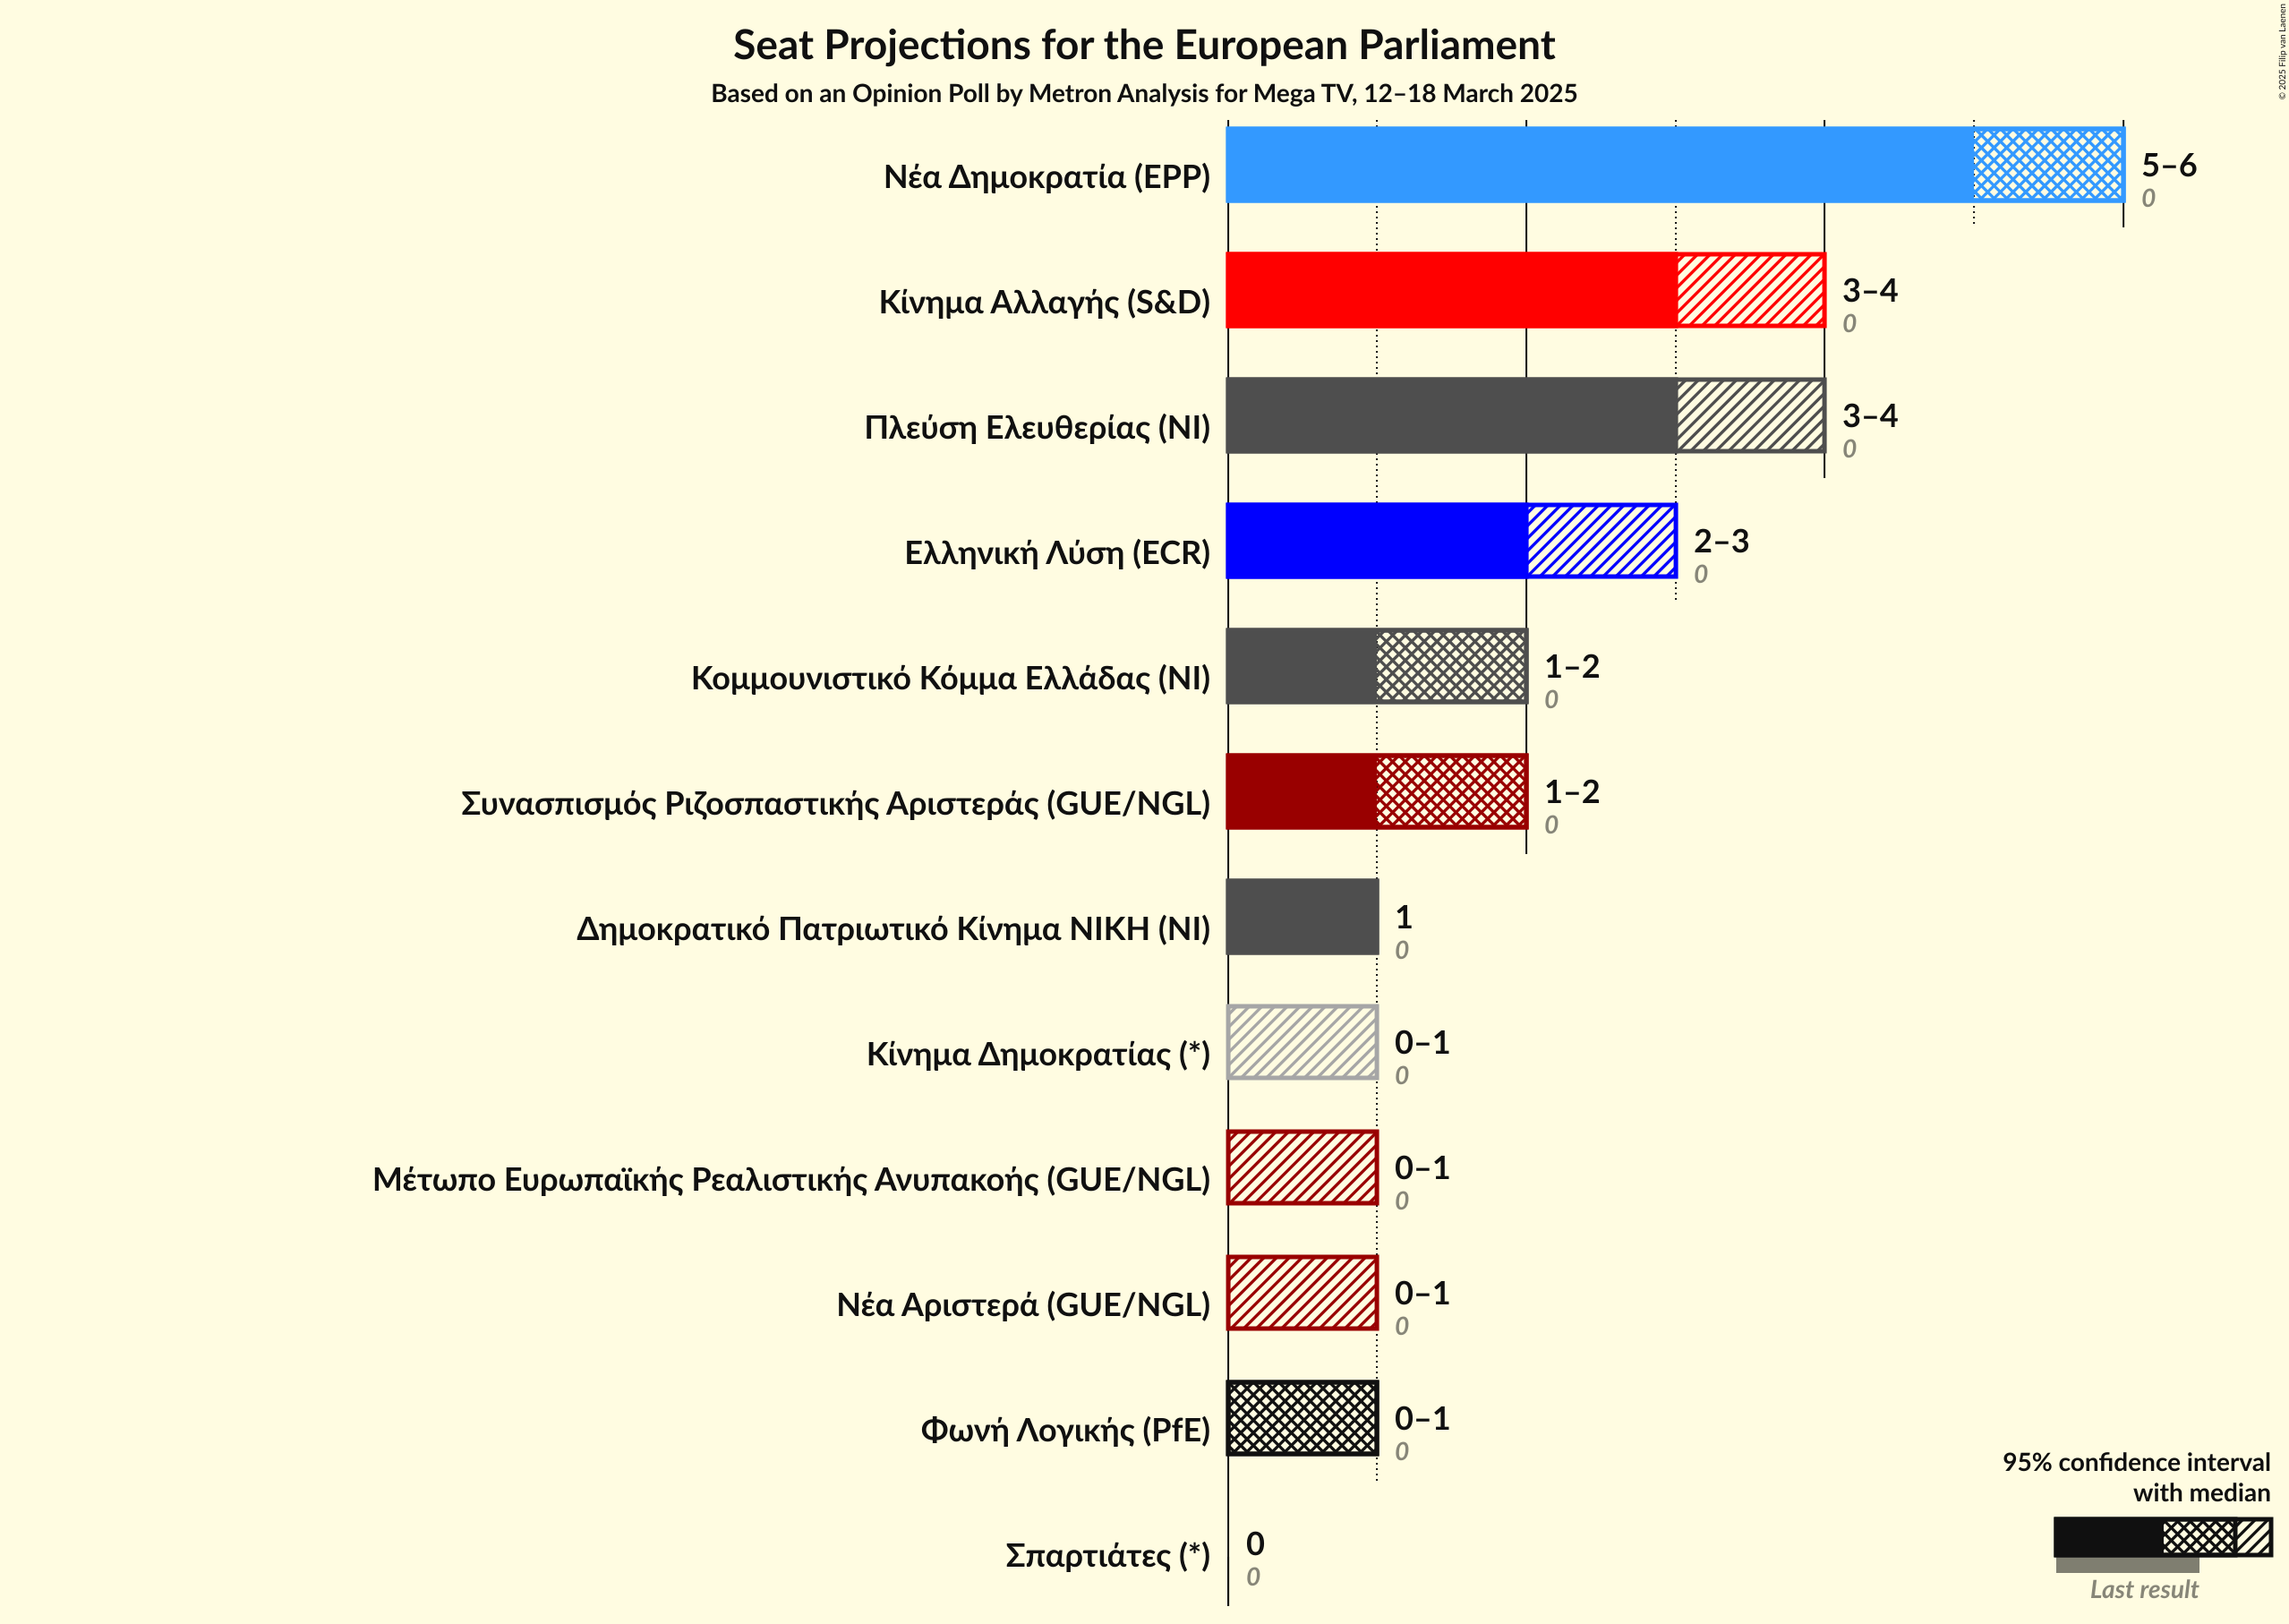 Seat Projections for the European Parliament
Based on an Opinion Poll by Metron Analysis for Mega TV, 12–18 March 2025
© 2025 Filip van Laenen
Νέα Δημοκρατία (EPP)
5–6
0
Κίνημα Αλλαγής (S&D)
3–4
0
Πλεύση Ελευθερίας (NI)
3–4
0
Ελληνική Λύση (ECR)
2–3
0
Κομμουνιστικό Κόμμα Ελλάδας (NI)
1–2
0
Συνασπισμός Ριζοσπαστικής Αριστεράς (GUE/NGL)
1–2
0
Δημοκρατικό Πατριωτικό Κίνημα ΝΙΚΗ (NI)
1
0
Κίνημα Δημοκρατίας (*)
0–1
0
Μέτωπο Ευρωπαϊκής Ρεαλιστικής Ανυπακοής (GUE/NGL)
0–1
0
Νέα Αριστερά (GUE/NGL)
0–1
0
Φωνή Λογικής (PfE)
0–1
0
Σπαρτιάτες (*)
0
0
95% confidence interval
with median
Last result